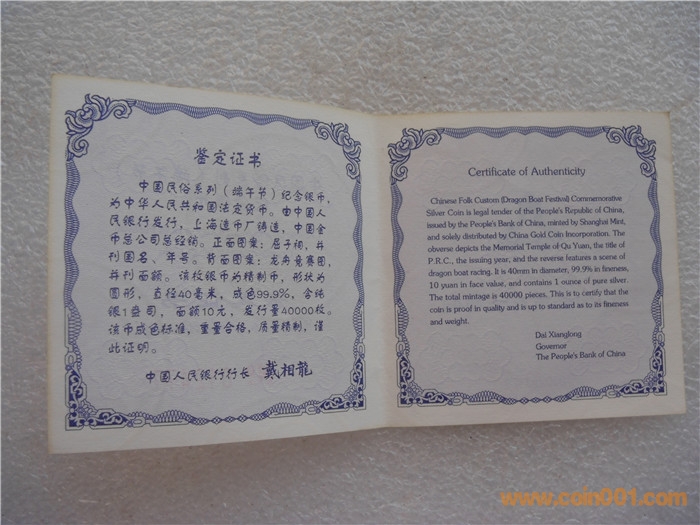 鉴定证书
中国民俗系列（端午节）纪念银币，
为中华人民共和国法定货币。由中国人
民银行发行，上海造币厂铸造，中国金
币总公司总经销。正面图案：屈子祠，并
刊国名、年号。背面图案：龙舟竞赛图，
并刊面额。该枚银币为精制币，形状为
圆形，直径40毫米，成色99.9%，含纯
银1盎司，面额10元，发行量40000枚。
该币成色标准，重量合格，质量精制，谨
此证明。
中国人民银行行长 戴相龍
Certificate of Authenticity
Chinese Folk Custom (Dragon Boat Festival) Commemorative
Silver Coin is legal tender of the People's Republic of China,
issued by the People's Bank of China, minted by Shanghai Mint,
and solely distributed by China Gold Coin Incorporation. The
obverse depicts the Memorial Temple of Qu Yuan, the title of
P.R.C., the issuing year, and the reverse features a scene of
dragon boat racing. It is 40mm in diameter, 99.9% in fineness,
10 yuan in face value, and contains 1 ounce of pure silver.
The total mintage is 40000 pieces. This is to certify that the
coin is proof in quality and is up to standard as to its fineness
and weight.
Dai Xianglong
Governor
The People's Bank of China
www.coin001.com